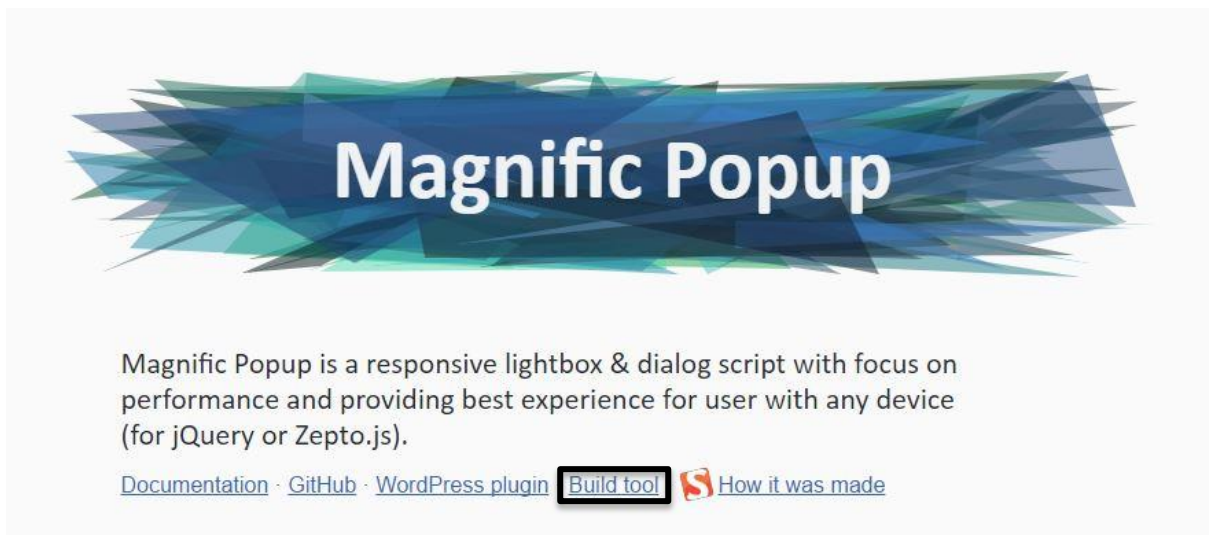 Magnific Popup
Magnific Popup is a responsive lightbox & dialog script with focus on
performance and providing best experience for user with any device
(for jQuery or Zepto.js).
Documentation · GitHub · WordPress plugin Build tool S How it was made